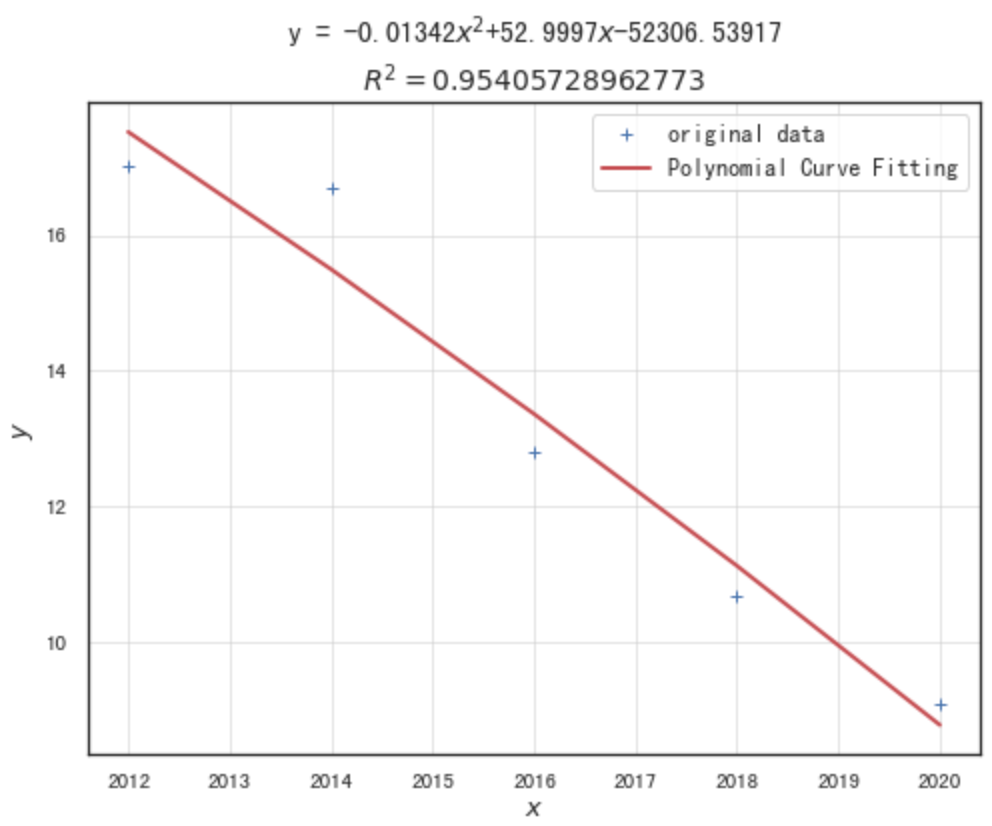 y = −0.01342x²+52.9997x−52306.53917
R² = 0.95405728962773
original data
Polynomial Curve Fitting
16
14
12
10
y
2012 2013 2014 2015 2016 2017 2018 2019 2020
x